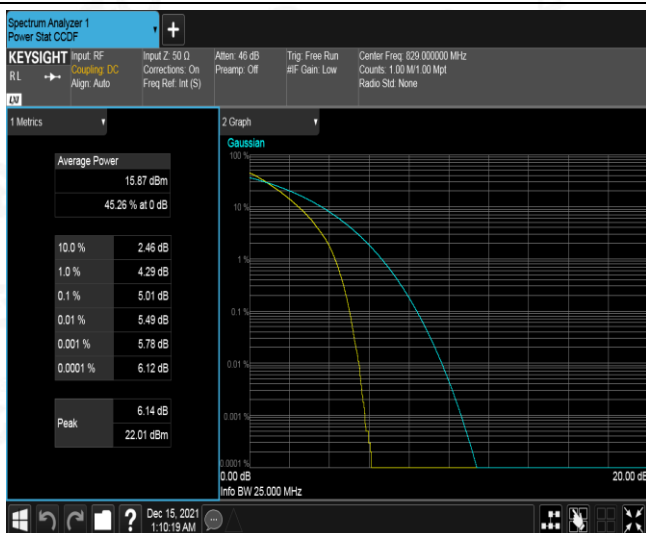 Spectrum Analyzer 1
Power Stat CCDF
+
KEYSIGHT
RL
LXI
Input: RF
Coupling: DC
Align: Auto
Input Z: 50 Ω
Corrections: On
Freq Ref: Int (S)
Atten: 46 dB
Preamp: Off
Trig: Free Run
#IF Gain: Low
Center Freq: 829.000000 MHz
Counts: 1.00 M/1.00 Mpt
Radio Std: None
1 Metrics
Average Power
15.87 dBm
45.26 % at 0 dB
10.0 % 2.46 dB
1.0 % 4.29 dB
0.1 % 5.01 dB
0.01 % 5.49 dB
0.001 % 5.78 dB
0.0001 % 6.12 dB
Peak
6.14 dB
22.01 dBm
2 Graph
Gaussian
100 %
10 %
1 %
0.1 %
0.01 %
0.001 %
0.0001 %
0.00 dB 20.00 dB
Info BW 25.000 MHz
?
Dec 15, 2021
1:10:19 AM